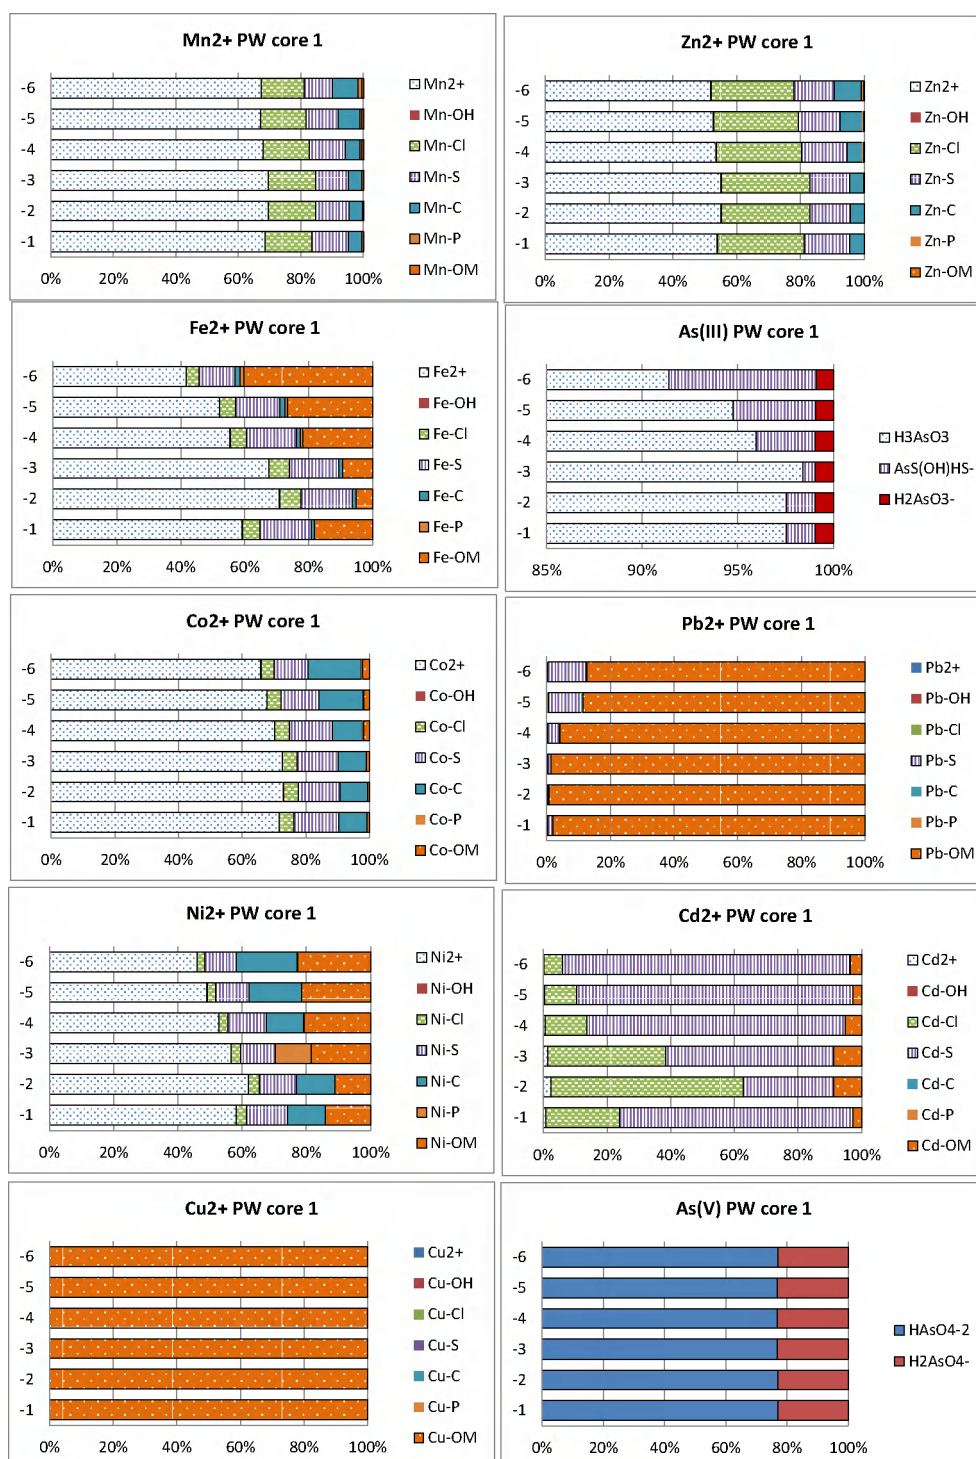 Mn2+ PW core 1
-6
-5
-4
-3
-2
-1
0% 20% 40% 60% 80% 100%
Mn2+
Mn-OH
Mn-Cl
Mn-S
Mn-C
Mn-P
Mn-OM
Zn2+ PW core 1
-6
-5
-4
-3
-2
-1
0% 20% 40% 60% 80% 100%
Zn2+
Zn-OH
Zn-Cl
Zn-S
Zn-C
Zn-P
Zn-OM
Fe2+ PW core 1
-6
-5
-4
-3
-2
-1
0% 20% 40% 60% 80% 100%
Fe2+
Fe-OH
Fe-Cl
Fe-S
Fe-C
Fe-P
Fe-OM
As(III) PW core 1
-6
-5
-4
-3
-2
-1
85% 90% 95% 100%
H3AsO3
AsS(OH)HS-
H2AsO3-
Co2+ PW core 1
-6
-5
-4
-3
-2
-1
0% 20% 40% 60% 80% 100%
Co2+
Co-OH
Co-Cl
Co-S
Co-C
Co-P
Co-OM
Pb2+ PW core 1
-6
-5
-4
-3
-2
-1
0% 20% 40% 60% 80% 100%
Pb2+
Pb-OH
Pb-Cl
Pb-S
Pb-C
Pb-P
Pb-OM
Ni2+ PW core 1
-6
-5
-4
-3
-2
-1
0% 20% 40% 60% 80% 100%
Ni2+
Ni-OH
Ni-Cl
Ni-S
Ni-C
Ni-P
Ni-OM
Cd2+ PW core 1
-6
-5
-4
-3
-2
-1
0% 20% 40% 60% 80% 100%
Cd2+
Cd-OH
Cd-Cl
Cd-S
Cd-C
Cd-P
Cd-OM
Cu2+ PW core 1
-6
-5
-4
-3
-2
-1
0% 20% 40% 60% 80% 100%
Cu2+
Cu-OH
Cu-Cl
Cu-S
Cu-C
Cu-P
Cu-OM
As(V) PW core 1
-6
-5
-4
-3
-2
-1
0% 20% 40% 60% 80% 100%
HAsO4-2
H2AsO4-